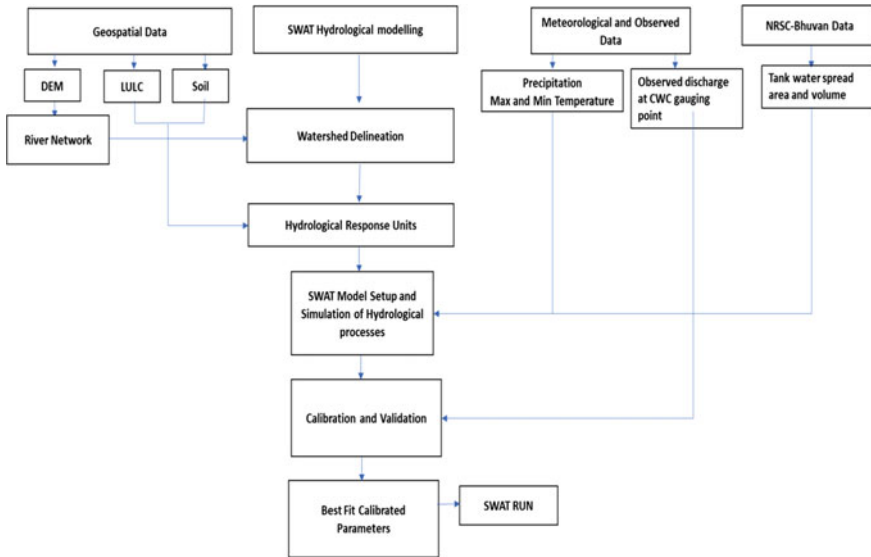 Geospatial Data
SWAT Hydrological modelling
Meteorological and Observed
Data
NRSC-Bhuvan Data
DEM
LULC
Soil
Precipitation
Max and Min Temperature
Observed discharge
at CWC gauging
point
Tank water spread
area and volume
River Network
Watershed Delineation
Hydrological Response Units
SWAT Model Setup and
Simulation of Hydrological
processes
Calibration and Validation
Best Fit Calibrated
Parameters
SWAT RUN